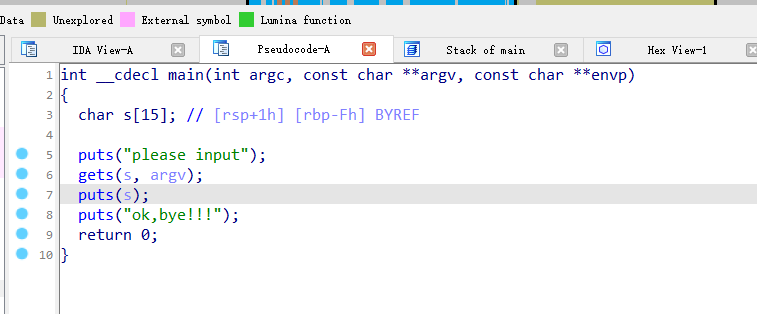 Data Unexplored External symbol Lumina function
IDA View-A Pseudocode-A Stack of main Hex View-1
1 int __cdecl main(int argc, const char **argv, const char **envp)
2 {
3 char s[15]; // [rsp+1h] [rbp-Fh] BYREF
4
5 puts("please input");
6 gets(s, argv);
7 puts(s);
8 puts("ok,bye!!!");
9 return 0;
10 }